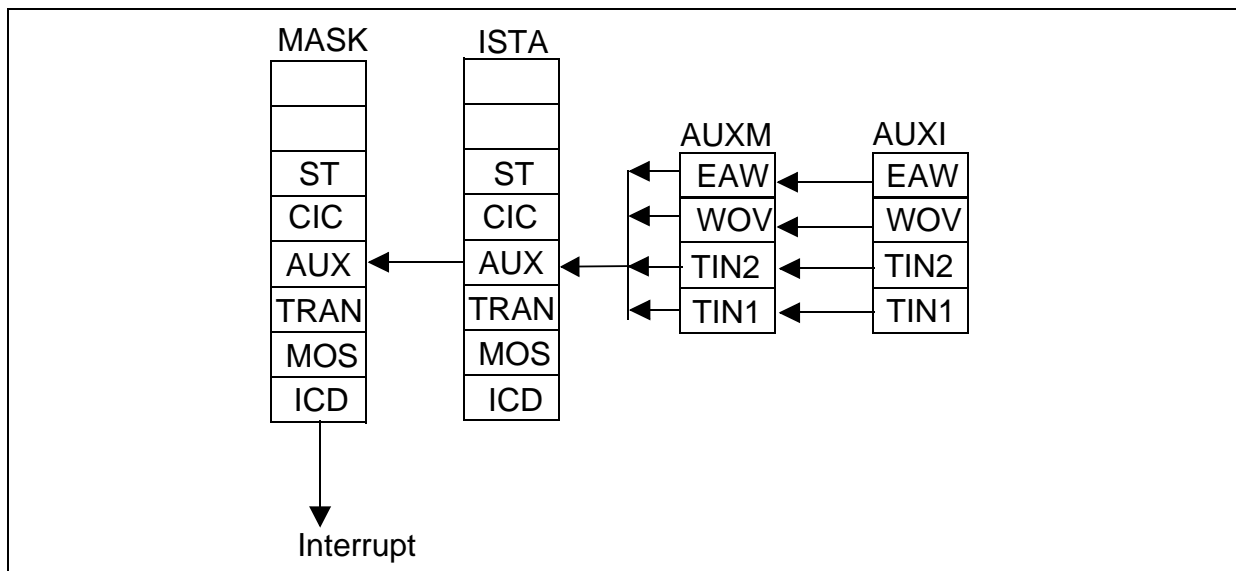 MASK
ISTA
AUXM
AUXI
ST
ST
EAW
EAW
CIC
CIC
WOV
WOV
AUX
AUX
TIN2
TIN2
TRAN
TRAN
TIN1
TIN1
MOS
MOS
ICD
ICD
Interrupt